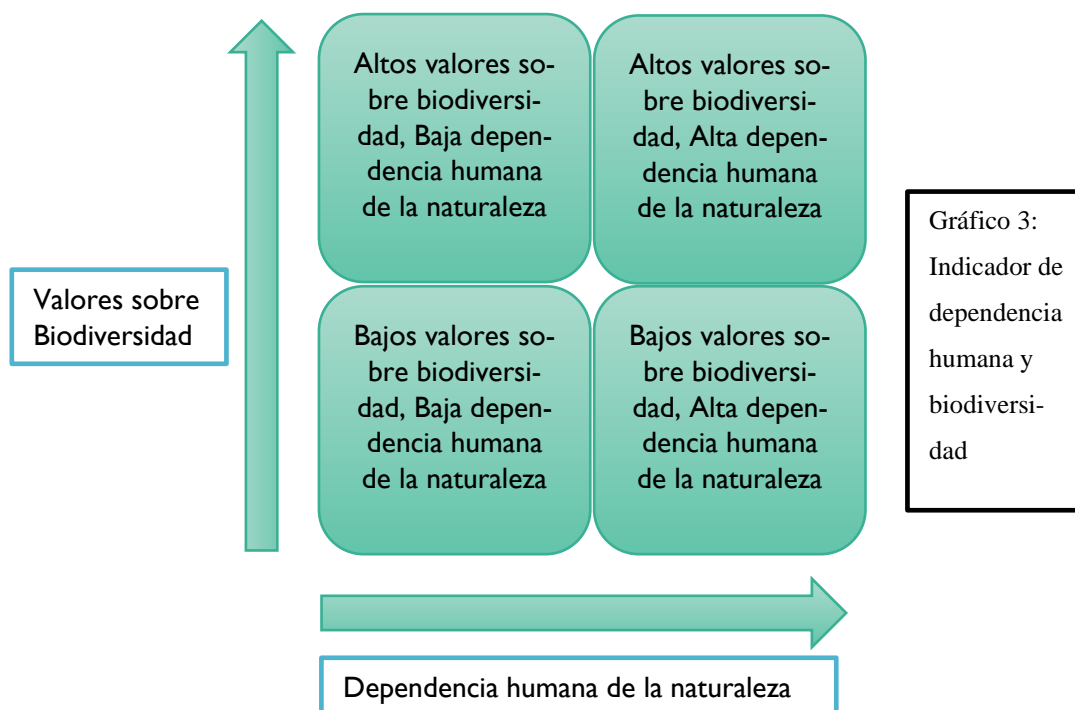 Altos valores so-
bre biodiversi-
dad, Baja depen-
dencia humana
de la naturaleza
Altos valores so-
bre biodiversi-
dad, Alta depen-
dencia humana
de la naturaleza
Valores sobre
Biodiversidad
Bajos valores so-
bre biodiversi-
dad, Baja depen-
dencia humana
de la naturaleza
Bajos valores so-
bre biodiversi-
dad, Alta depen-
dencia humana
de la naturaleza
Gráfico 3:
Indicador de
dependencia
humana y
biodiversi-
dad
Dependencia humana de la naturaleza